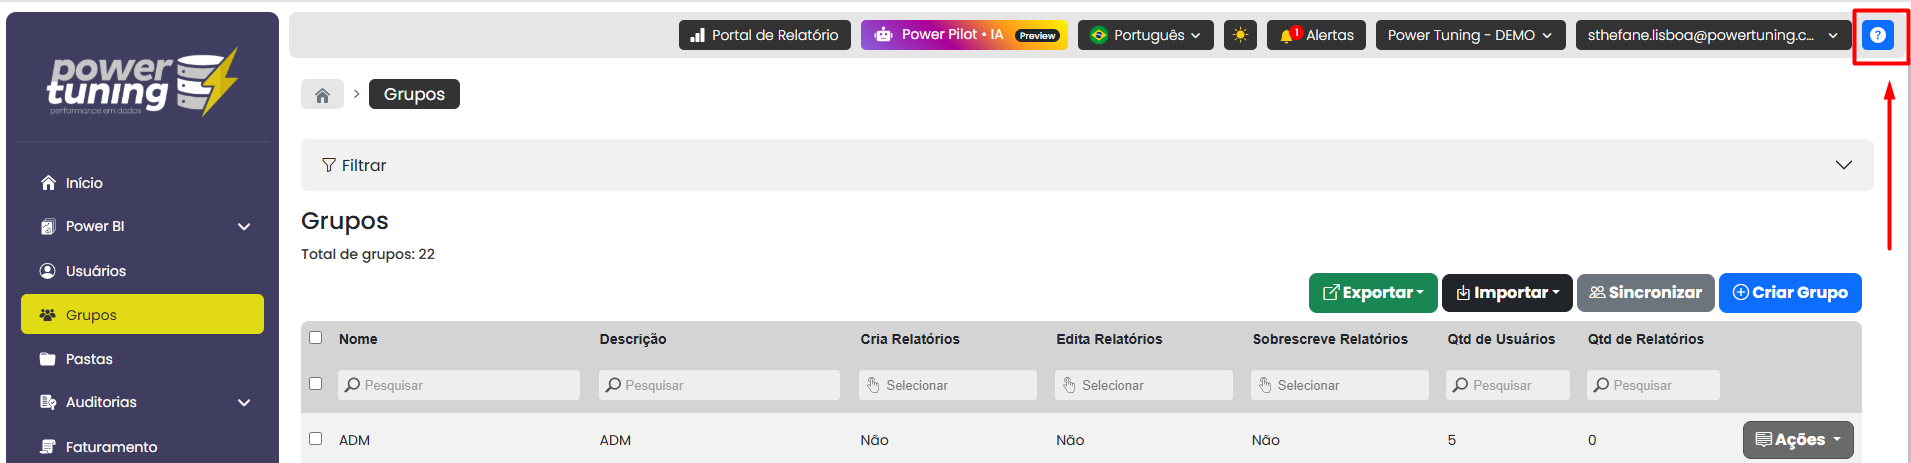 power tuning
performance em dados
Portal de Relatório
Power Pilot • IA Preview
Português
1 Alertas
Power Tuning - DEMO
sthefane.lisboa@powertuning.c...
?
> Grupos
Filtrar
Início
Power BI
Usuários
Grupos
Pastas
Auditorias
Faturamento
Grupos
Total de grupos: 22
Exportar Importar Sincronizar Criar Grupo
Nome Descrição Cria Relatórios Edita Relatórios Sobrescreve Relatórios Qtd de Usuários Qtd de Relatórios
Pesquisar Pesquisar Selecionar Selecionar Selecionar Pesquisar Pesquisar
ADM ADM Não Não Não 5 0 Ações